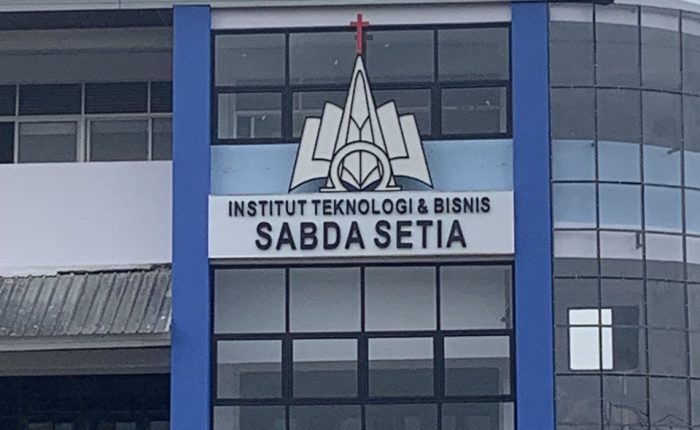 INSTITUT TEKNOLOGI & BISNIS
SABDA SETIA